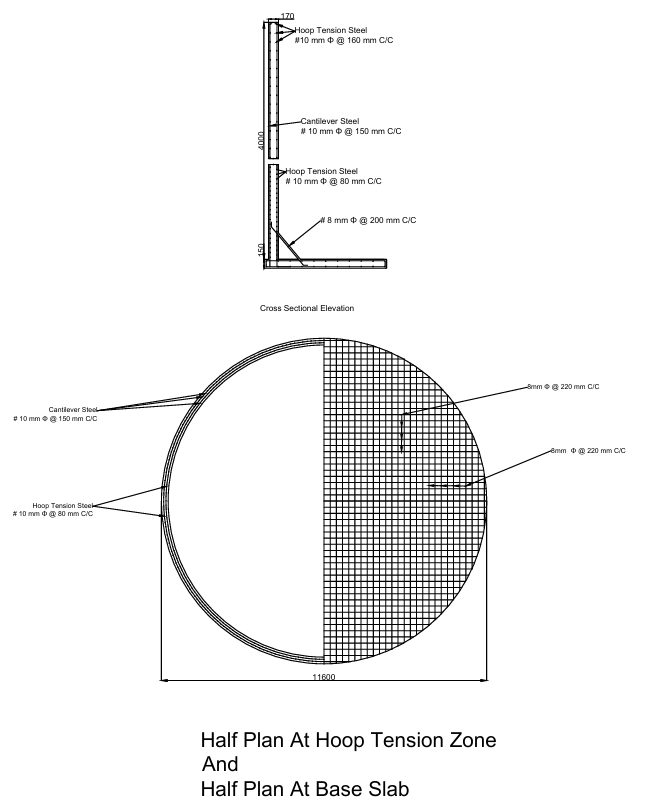 170
Hoop Tension Steel
#10 mm Φ @ 160 mm C/C
Cantilever Steel
# 10 mm Φ @ 150 mm C/C
4000
Hoop Tension Steel
# 10 mm Φ @ 80 mm C/C
# 8 mm Φ @ 200 mm C/C
150
Cross Sectional Elevation
8mm Φ @ 220 mm C/C
Cantilever Steel
# 10 mm Φ @ 150 mm C/C
8mm Φ @ 220 mm C/C
Hoop Tension Steel
# 10 mm Φ @ 80 mm C/C
11600
Half Plan At Hoop Tension Zone
And
Half Plan At Base Slab